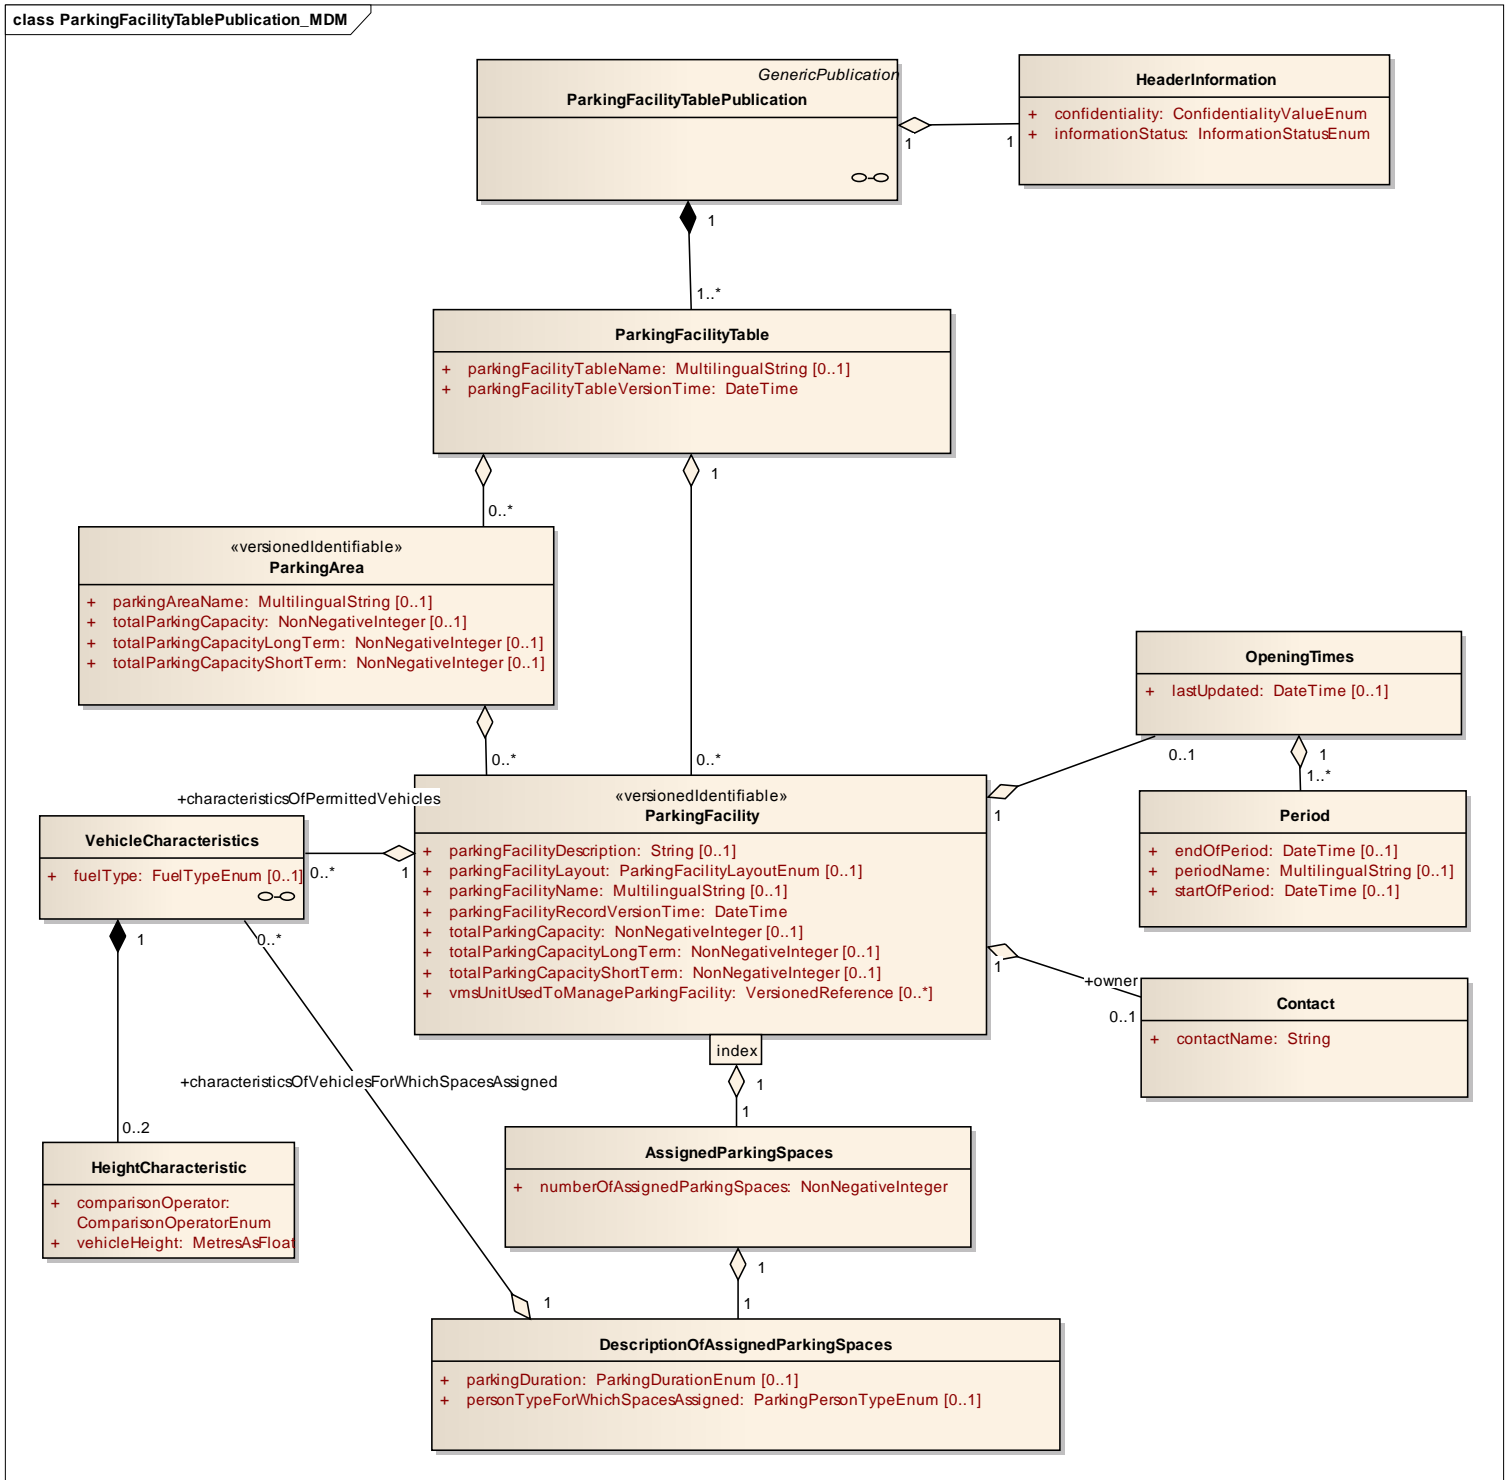 class ParkingFacilityTablePublication_MDM
GenericPublication
ParkingFacilityTablePublication
HeaderInformation
+ confidentiality: ConfidentialityValueEnum
+ informationStatus: InformationStatusEnum
1
1
1
1..*
ParkingFacilityTable
+ parkingFacilityTableName: MultilingualString [0..1]
+ parkingFacilityTableVersionTime: DateTime
1
0..*
«versionedIdentifiable»
ParkingArea
+ parkingAreaName: MultilingualString [0..1]
+ totalParkingCapacity: NonNegativeInteger [0..1]
+ totalParkingCapacityLongTerm: NonNegativeInteger [0..1]
+ totalParkingCapacityShortTerm: NonNegativeInteger [0..1]
OpeningTimes
+ lastUpdated: DateTime [0..1]
0..*
0..*
0..1
1
1..*
1
+characteristicsOfPermittedVehicles
«versionedIdentifiable»
ParkingFacility
+ parkingFacilityDescription: String [0..1]
+ parkingFacilityLayout: ParkingFacilityLayoutEnum [0..1]
+ parkingFacilityName: MultilingualString [0..1]
+ parkingFacilityRecordVersionTime: DateTime
+ totalParkingCapacity: NonNegativeInteger [0..1]
+ totalParkingCapacityLongTerm: NonNegativeInteger [0..1]
+ totalParkingCapacityShortTerm: NonNegativeInteger [0..1]
+ vmsUnitUsedToManageParkingFacility: VersionedReference [0..*]
Period
+ endOfPeriod: DateTime [0..1]
+ periodName: MultilingualString [0..1]
+ startOfPeriod: DateTime [0..1]
VehicleCharacteristics
+ fuelType: FuelTypeEnum [0..1]
0..*
1
1
0..*
1
+owner
0..1
Contact
+ contactName: String
index
1
1
+characteristicsOfVehiclesForWhichSpacesAssigned
0..2
HeightCharacteristic
+ comparisonOperator:
ComparisonOperatorEnum
+ vehicleHeight: MetresAsFloat
AssignedParkingSpaces
+ numberOfAssignedParkingSpaces: NonNegativeInteger
1
1
1
DescriptionOfAssignedParkingSpaces
+ parkingDuration: ParkingDurationEnum [0..1]
+ personTypeForWhichSpacesAssigned: ParkingPersonTypeEnum [0..1]